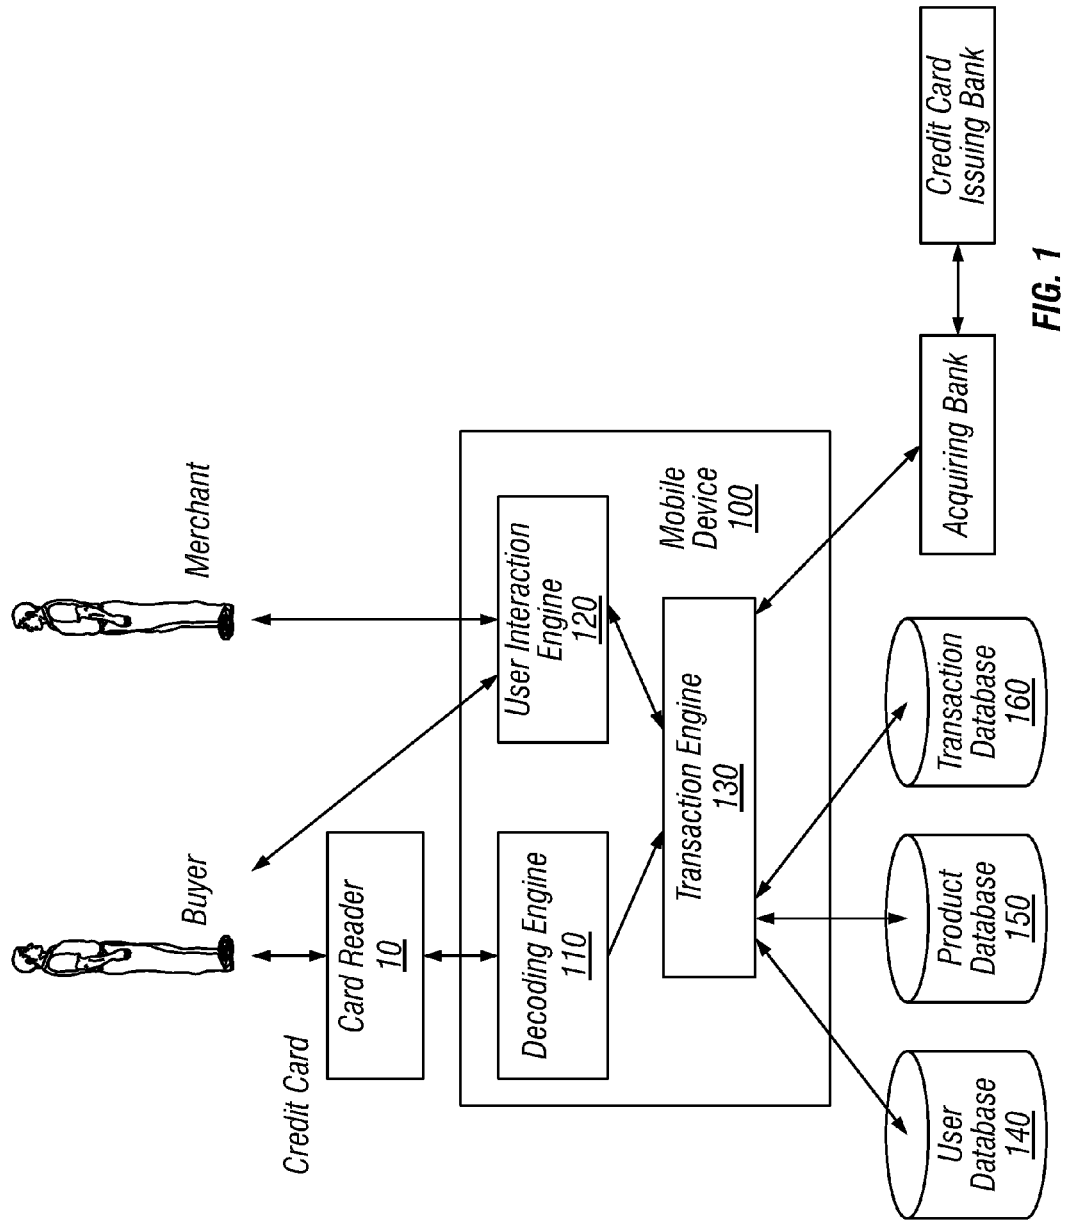 Buyer
Merchant
Credit Card
Card Reader
10
Decoding Engine
110
User Interaction
Engine
120
Mobile
Device
100
Transaction Engine
130
User
Database
140
Product
Database
150
Transaction
Database
160
Acquiring Bank
Credit Card
Issuing Bank
FIG. 1